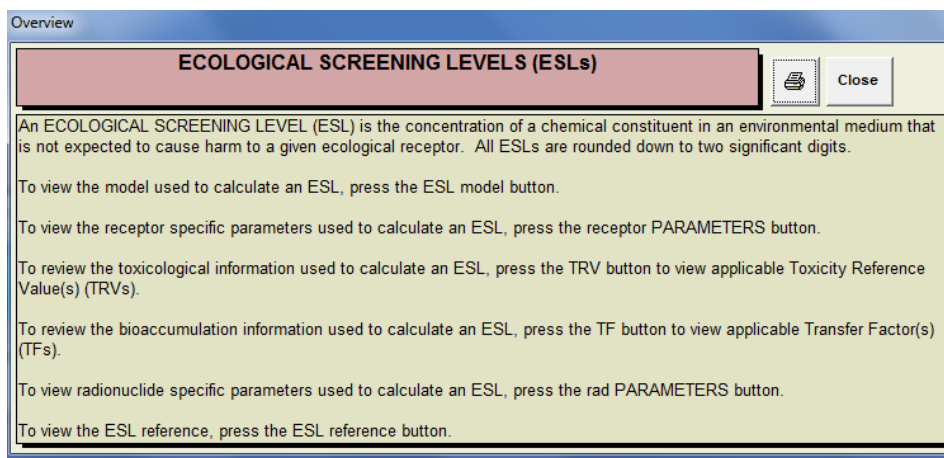 Overview
ECOLOGICAL SCREENING LEVELS (ESLs)
Close
An ECOLOGICAL SCREENING LEVEL (ESL) is the concentration of a chemical constituent in an environmental medium that
is not expected to cause harm to a given ecological receptor.  All ESLs are rounded down to two significant digits.
To view the model used to calculate an ESL, press the ESL model button.
To view the receptor specific parameters used to calculate an ESL, press the receptor PARAMETERS button.
To review the toxicological information used to calculate an ESL, press the TRV button to view applicable Toxicity Reference
Value(s) (TRVs).
To review the bioaccumulation information used to calculate an ESL, press the TF button to view applicable Transfer Factor(s)
(TFs).
To view radionuclide specific parameters used to calculate an ESL, press the rad PARAMETERS button.
To view the ESL reference, press the ESL reference button.